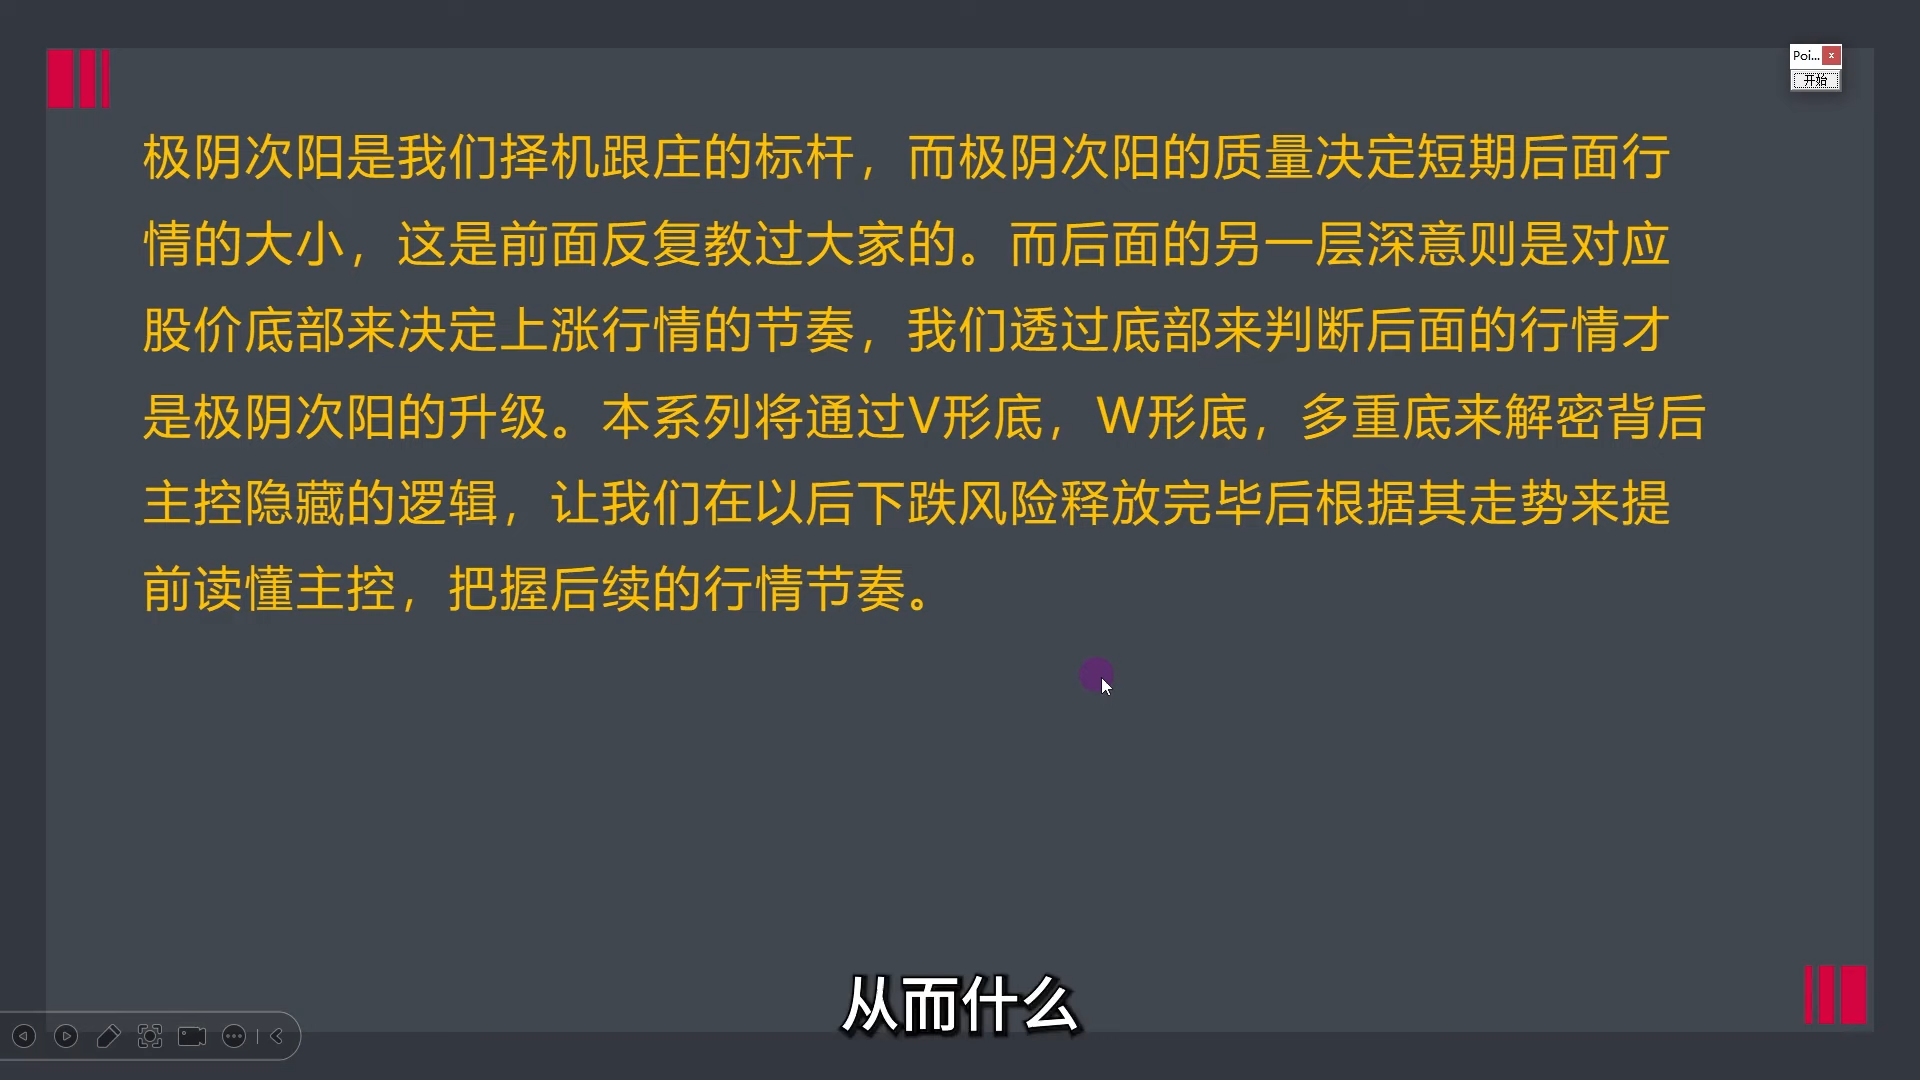 Poi...
开始
极阴次阳是我们择机跟庄的标杆，而极阴次阳的质量决定短期后面行
情的大小，这是前面反复教过大家的。而后面的另一层深意则是对应
股价底部来决定上涨行情的节奏，我们透过底部来判断后面的行情才
是极阴次阳的升级。本系列将通过V形底，W形底，多重底来解密背后
主控隐藏的逻辑，让我们在以后下跌风险释放完毕后根据其走势来提
前读懂主控，把握后续的行情节奏。
从而什么